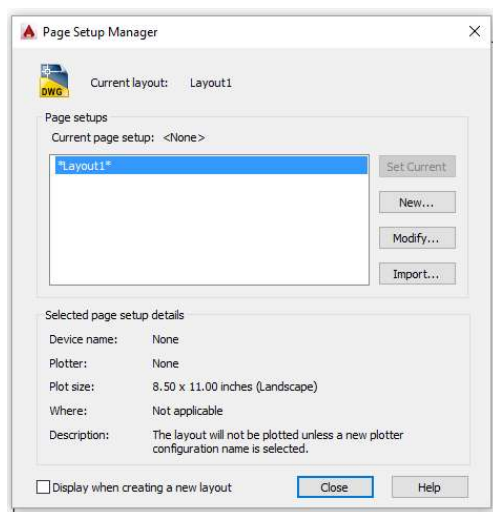 Page Setup Manager
DWG
Current layout: Layout1
Page setups
Current page setup: <None>
*Layout1*
Set Current
New...
Modify...
Import...
Selected page setup details
Device name: None
Plotter: None
Plot size: 8.50 x 11.00 inches (Landscape)
Where: Not applicable
Description: The layout will not be plotted unless a new plotter
configuration name is selected.
Display when creating a new layout
Close
Help